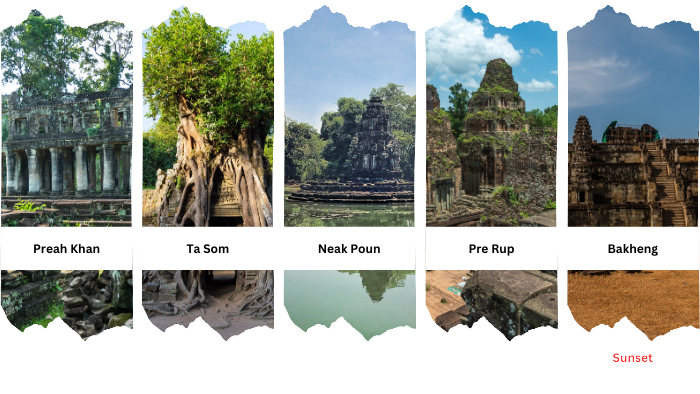 Preah Khan
Ta Som
Neak Poun
Pre Rup
Bakheng
Sunset